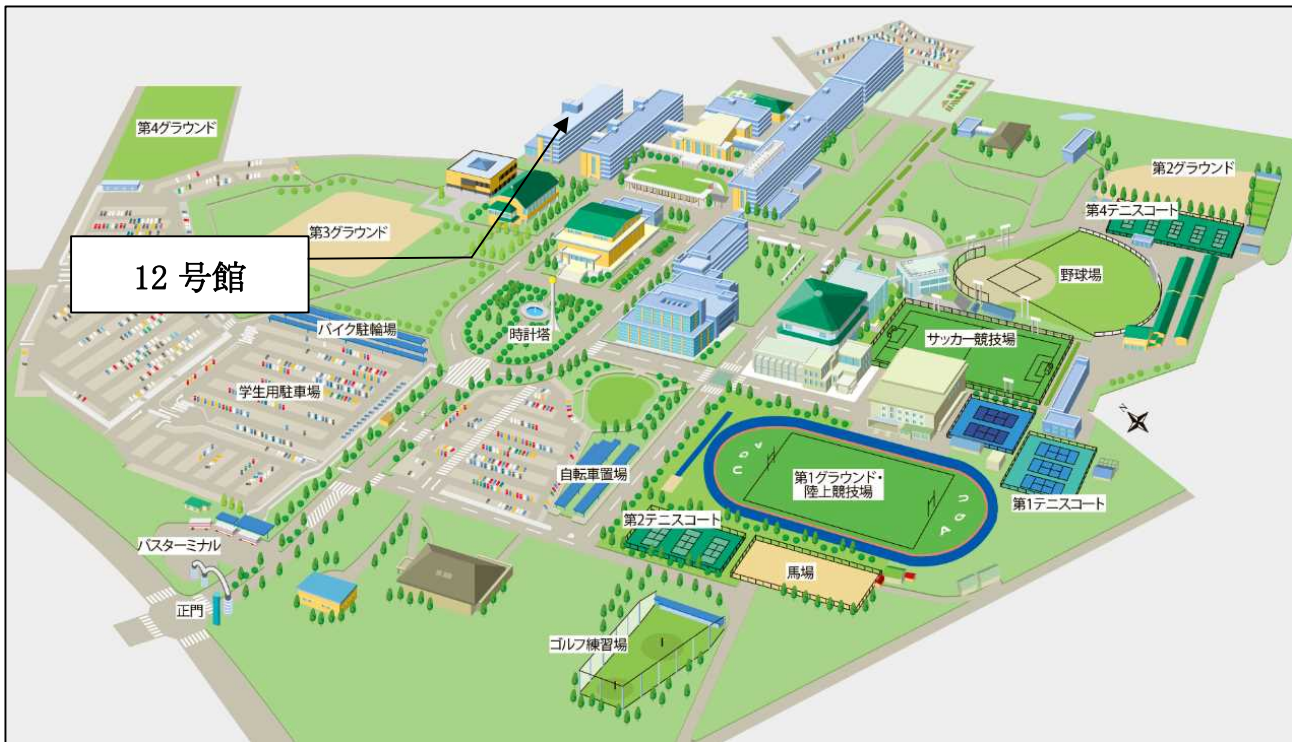 第4グラウンド
第2グラウンド
第4テニスコート
第3グラウンド
12 号館
野球場
バイク駐輪場
時計塔
サッカー競技場
学生用駐車場
N
自転車置場
第1グラウンド・
陸上競技場
第1テニスコート
第2テニスコート
バスターミナル
馬場
正門
ゴルフ練習場